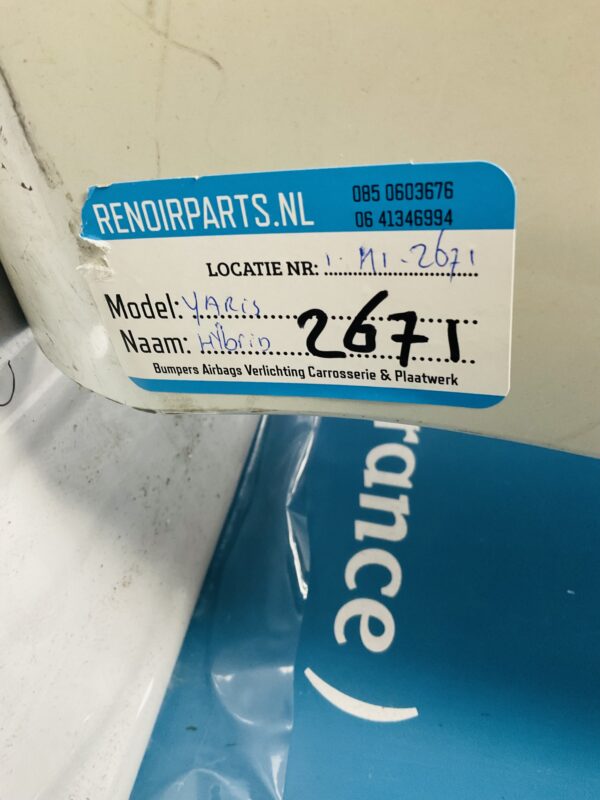 RENOIRPARTS.NL
085 0603676
06 41346994
LOCATIE NR: 1-M1-2671
Model: YARis
Naam: HYbrid
2671
Bumpers Airbags Verlichting Carrosserie & Plaatwerk
rance )